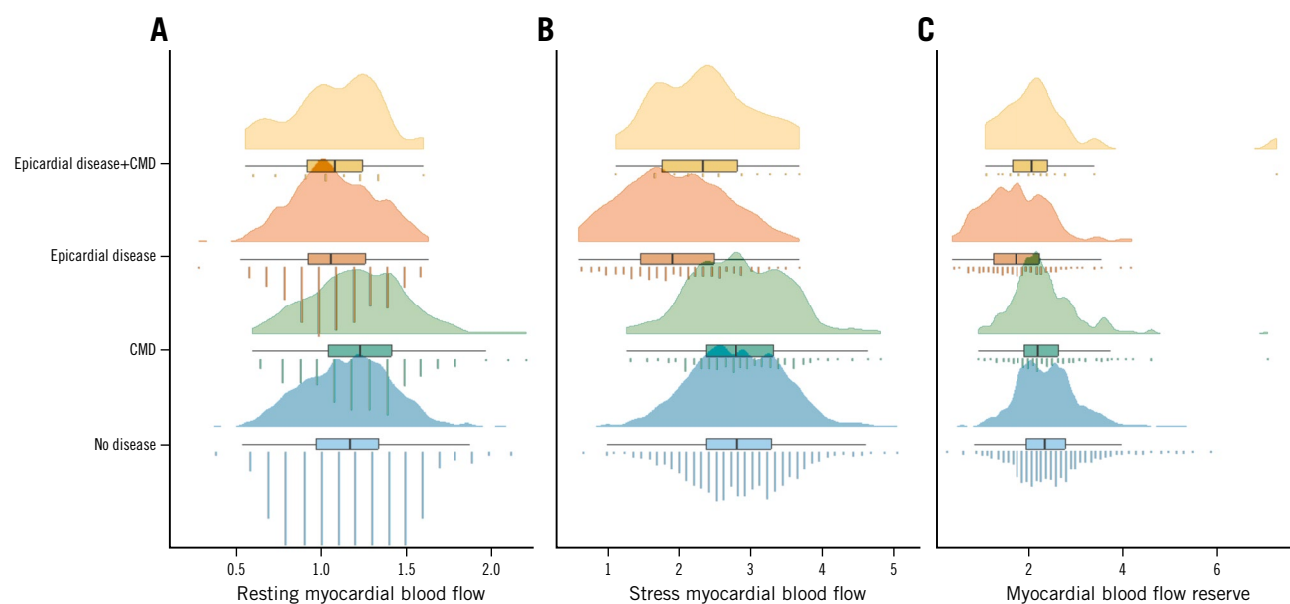 A
B
C
Epicardial disease+CMD
Epicardial disease
CMD
No disease
0.5 1.0 1.5 2.0
1 2 3 4 5
2 4 6
Resting myocardial blood flow
Stress myocardial blood flow
Myocardial blood flow reserve